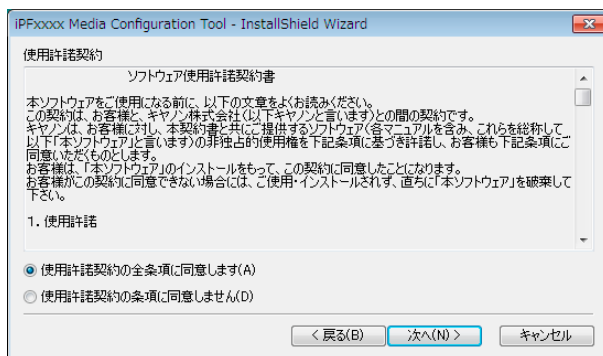 iPFxxxx Media Configuration Tool - InstallShield Wizard
使用許諾契約
ソフトウェア使用許諾契約書
本ソフトウェアをご使用になる前に、以下の文章をよくお読みください。
この契約は、お客様と、キヤノン株式会社(以下キヤノンと言います)との間の契約です。
キヤノンは、お客様に対し、本契約書と共にご提供するソフトウェア(各マニュアルを含み、これらを総称して
以下「本ソフトウェア」と言います)の非独占的使用権を下記条項に基づき許諾し、お客様も下記条項にご
同意いただくものとします。
お客様は、「本ソフトウェア」のインストールをもって、この契約に同意したことになります。
お客様がこの契約に同意できない場合には、ご使用・インストールされず、直ちに「本ソフトウェア」を破棄して
下さい。
1. 使用許諾
使用許諾契約の全条項に同意します(A)
使用許諾契約の条項に同意しません(D)
< 戻る(B)
次へ(N) >
キャンセル